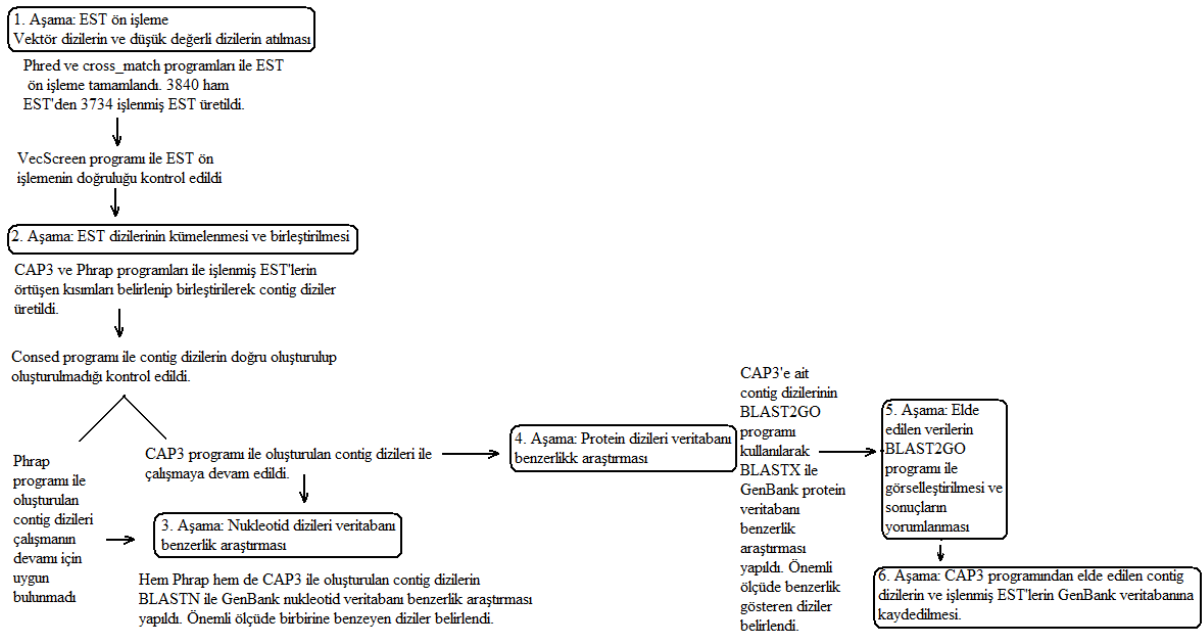 1. Aşama: EST ön işleme
Vektör dizilerin ve düşük değerli dizilerin atılması
Phred ve cross_match programları ile EST
ön işleme tamamlandı. 3840 ham
EST'den 3734 işlenmiş EST üretildi.
VecScreen programı ile EST ön
işlemenin doğruluğu kontrol edildi
2. Aşama: EST dizilerinin kümelenmesi ve birleştirilmesi
CAP3 ve Phrap programları ile işlenmiş EST'lerin
örtüşen kısımları belirlenip birleştirilerek contig diziler
üretildi.
Consed programı ile contig dizilerin doğru oluşturulup
oluşturulmadığı kontrol edildi.
Phrap
programı ile
oluşturulan
contig dizileri
çalışmanın
devamı için
uygun
bulunmadı
CAP3 programı ile oluşturulan contig dizileri ile
çalışmaya devam edildi.
3. Aşama: Nukleotid dizileri veritabanı
benzerlik araştırması
Hem Phrap hem de CAP3 ile oluşturulan contig dizilerin
BLASTN ile GenBank nukleotid veritabanı benzerlik araştırması
yapıldı. Önemli ölçüde birbirine benzeyen diziler belirlendi.
4. Aşama: Protein dizileri veritabanı
benzerlikk araştırması
CAP3'e ait
contig dizilerinin
BLAST2GO
programı
kullanılarak
BLASTX ile
GenBank protein
veritabanı
benzerlik
araştırması
yapıldı. Önemli
ölçüde benzerlik
gösteren diziler
belirlendi.
5. Aşama: Elde
edilen verilerin
BLAST2GO
programı ile
görselleştirilmesi ve
sonuçların
yorumlanması
6. Aşama: CAP3 programından elde edilen contig
dizilerin ve işlenmiş EST'lerin GenBank veritabanına
kaydedilmesi.